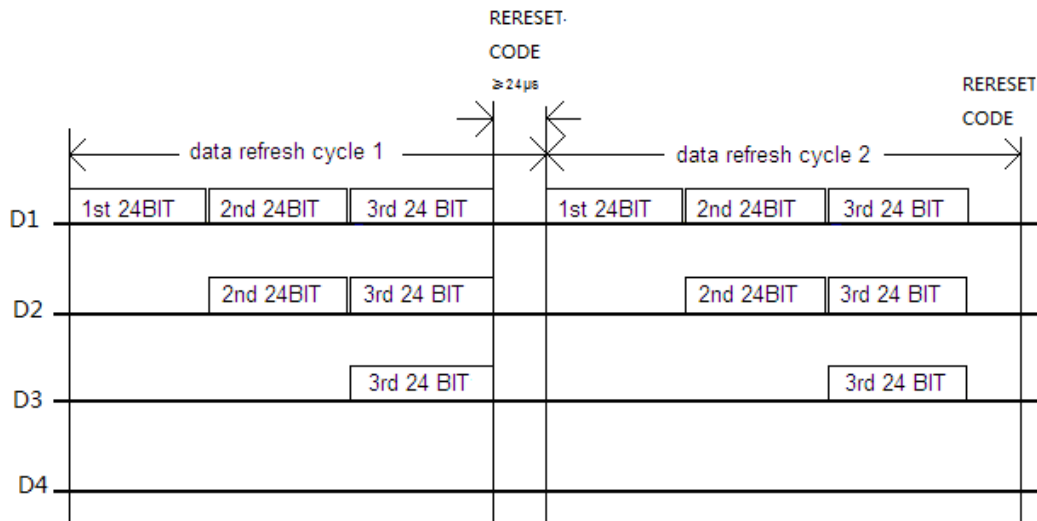 RERESET.
CODE
≥24μs
RERESET
CODE
data refresh cycle 1
data refresh cycle 2
D1 1st 24BIT 2nd 24BIT 3rd 24 BIT 1st 24BIT 2nd 24BIT 3rd 24 BIT
D2 2nd 24BIT 3rd 24 BIT 2nd 24BIT 3rd 24 BIT
D3 3rd 24 BIT 3rd 24 BIT
D4